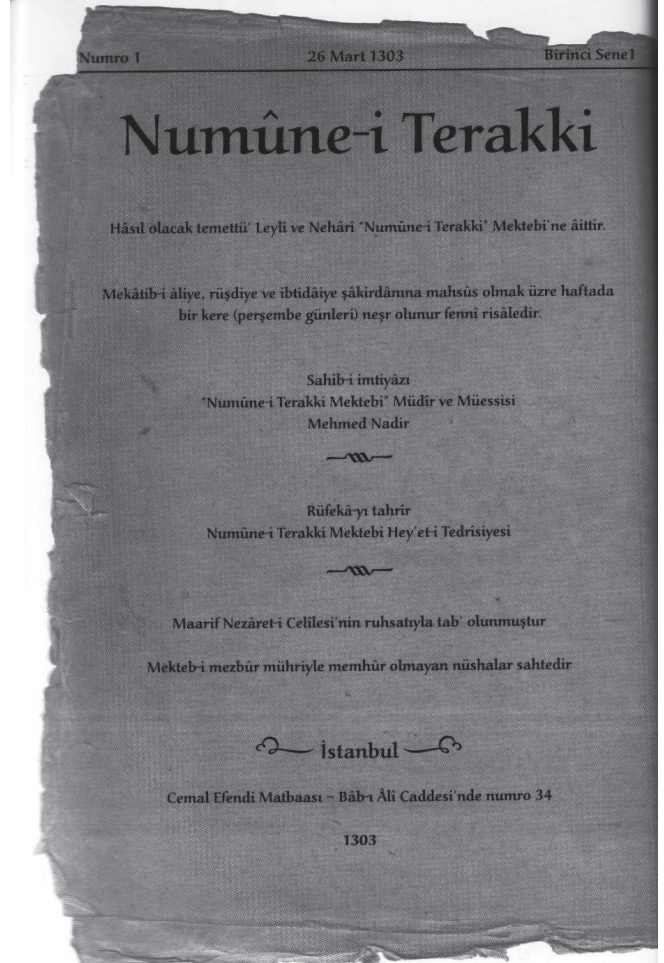 Numro 1 26 Mart 1303 Birinci Sene1
Numûne-i Terakki
Hâsıl olacak temettü' Leylî ve Nehârî "Numûne-i Terakki" Mektebi'ne âittir.
Mekâtib-i âliye, rüşdiye ve ibtidâiye şâkirdânına mahsûs olmak üzre haftada
bir kere (perşembe günleri) neşr olunur fennî risâledir.
Sahib-i imtiyâzı
"Numûne-i Terakki Mektebi" Müdîr ve Müessisi
Mehmed Nadir
Rüfekâ-yı tahrîr
Numûne-i Terakki Mektebi Hey'et-i Tedrîsiyesi
Maarif Nezâret-i Celîlesi'nin ruhsatıyla tab' olunmuştur
Mekteb-i mezbûr mühriyle memhûr olmayan nüshalar sahtedir
İstanbul
Cemal Efendi Matbaası – Bâb-ı Âlî Caddesi'nde numro 34
1303